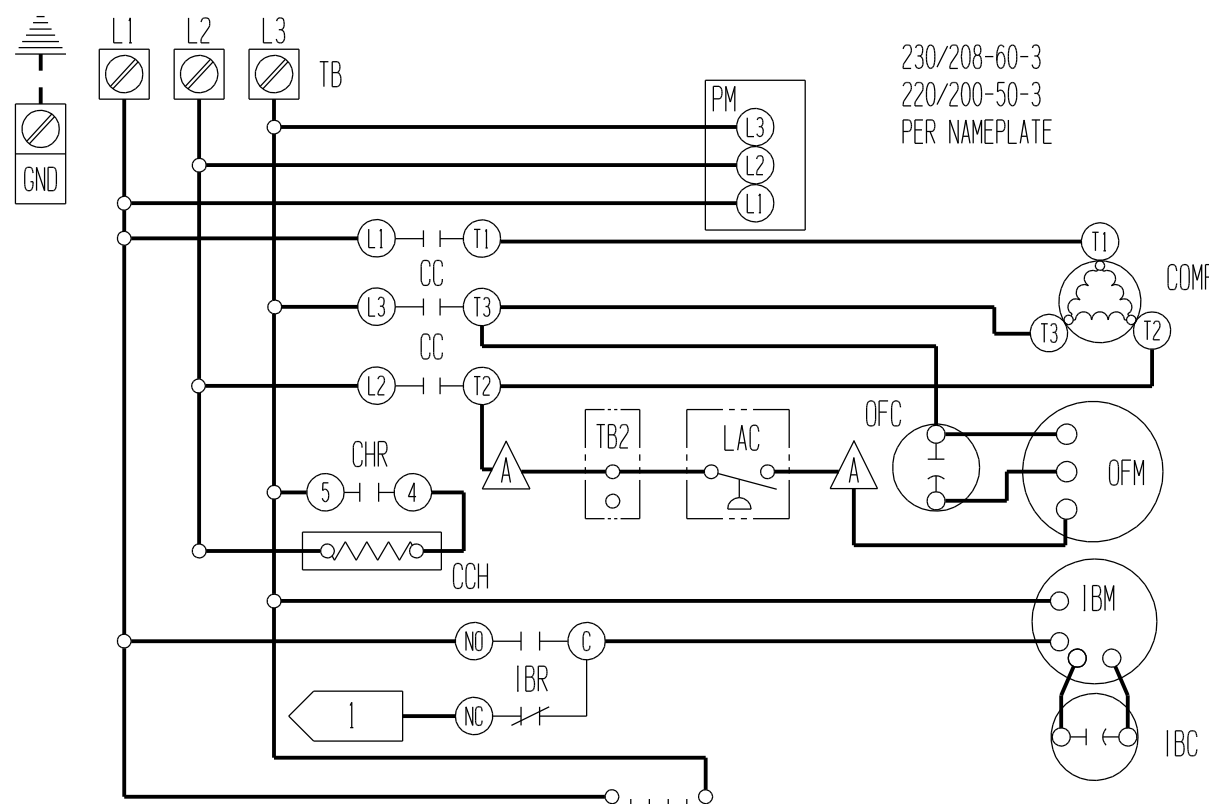 L1 L2 L3
TB
230/208-60-3
220/200-50-3
PER NAMEPLATE
PM
L3
L2
L1
GND
L1 T1 T1
CC
COMP
L3 T3
T3 T2
CC
L2 T2
OFC
TB2 LAC
CHR
A A OFM
5 4
CCH
IBM
NO C
IBR
1 NC
IBC